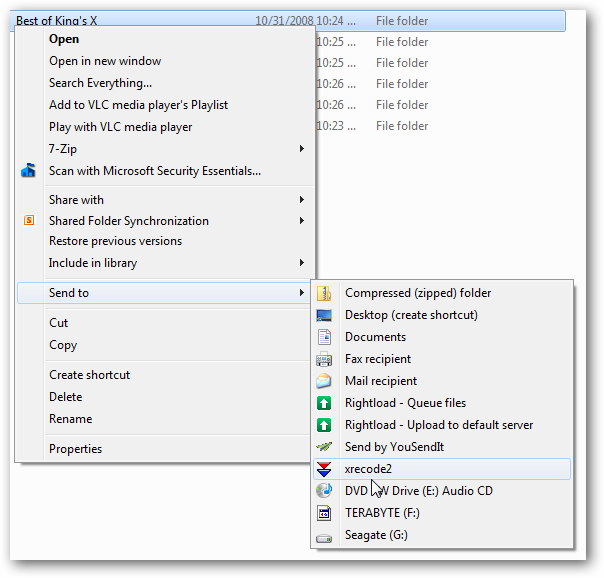 Best of King's X 10/31/2008 10:24 ... File folder
Open 10:25 ... File folder
Open in new window 10:25 ... File folder
Search Everything... 10:26 ... File folder
Add to VLC media player's Playlist 10:26 ... File folder
Play with VLC media player 10:23 ... File folder
7-Zip
Scan with Microsoft Security Essentials...
Share with
Shared Folder Synchronization
Restore previous versions
Include in library
Send to
Cut
Copy
Create shortcut
Delete
Rename
Properties
Compressed (zipped) folder
Desktop (create shortcut)
Documents
Fax recipient
Mail recipient
Rightload - Queue files
Rightload - Upload to default server
Send by YouSendIt
xrecode2
DVD W Drive (E:) Audio CD
TERABYTE (F:)
Seagate (G:)